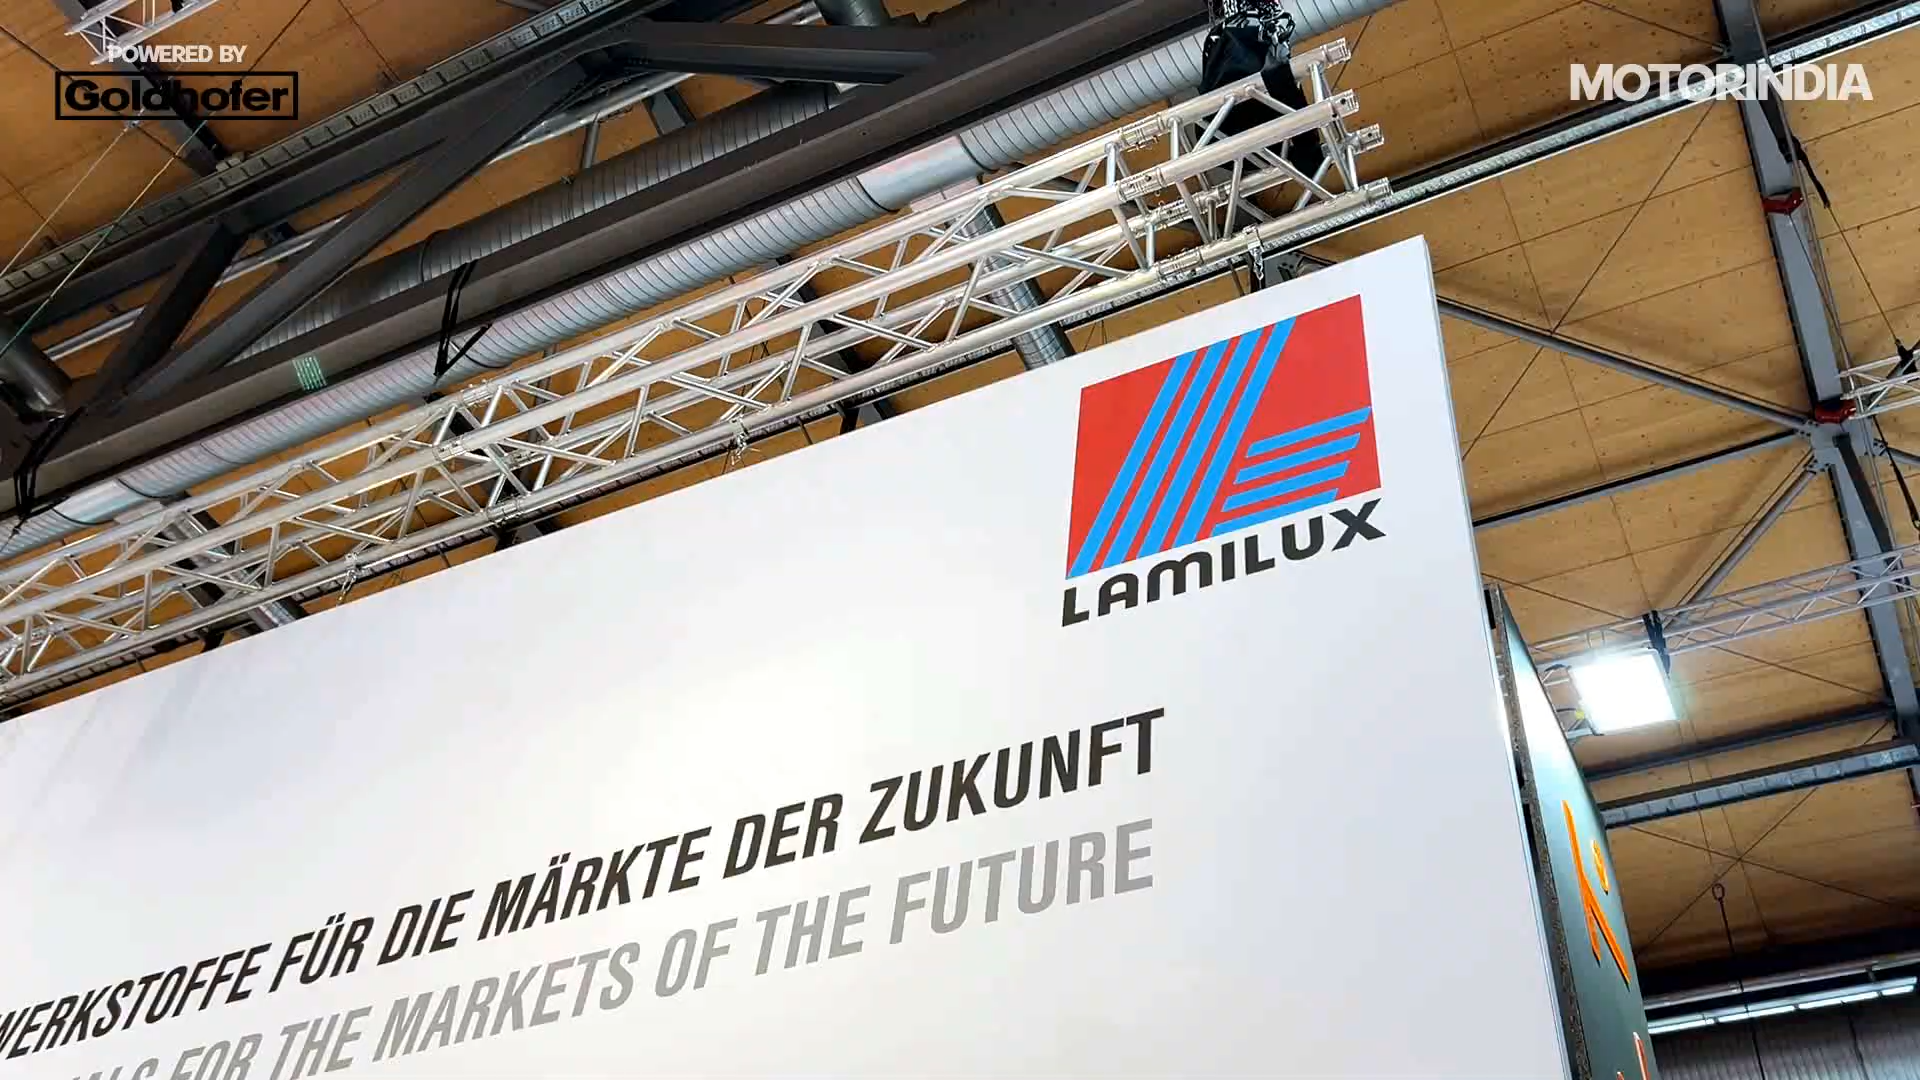 POWERED BY
Goldhofer
MOTORINDIA
LAMILUX
WERKSTOFFE FÜR DIE MÄRKTE DER ZUKUNFT
FOR THE MARKETS OF THE FUTURE